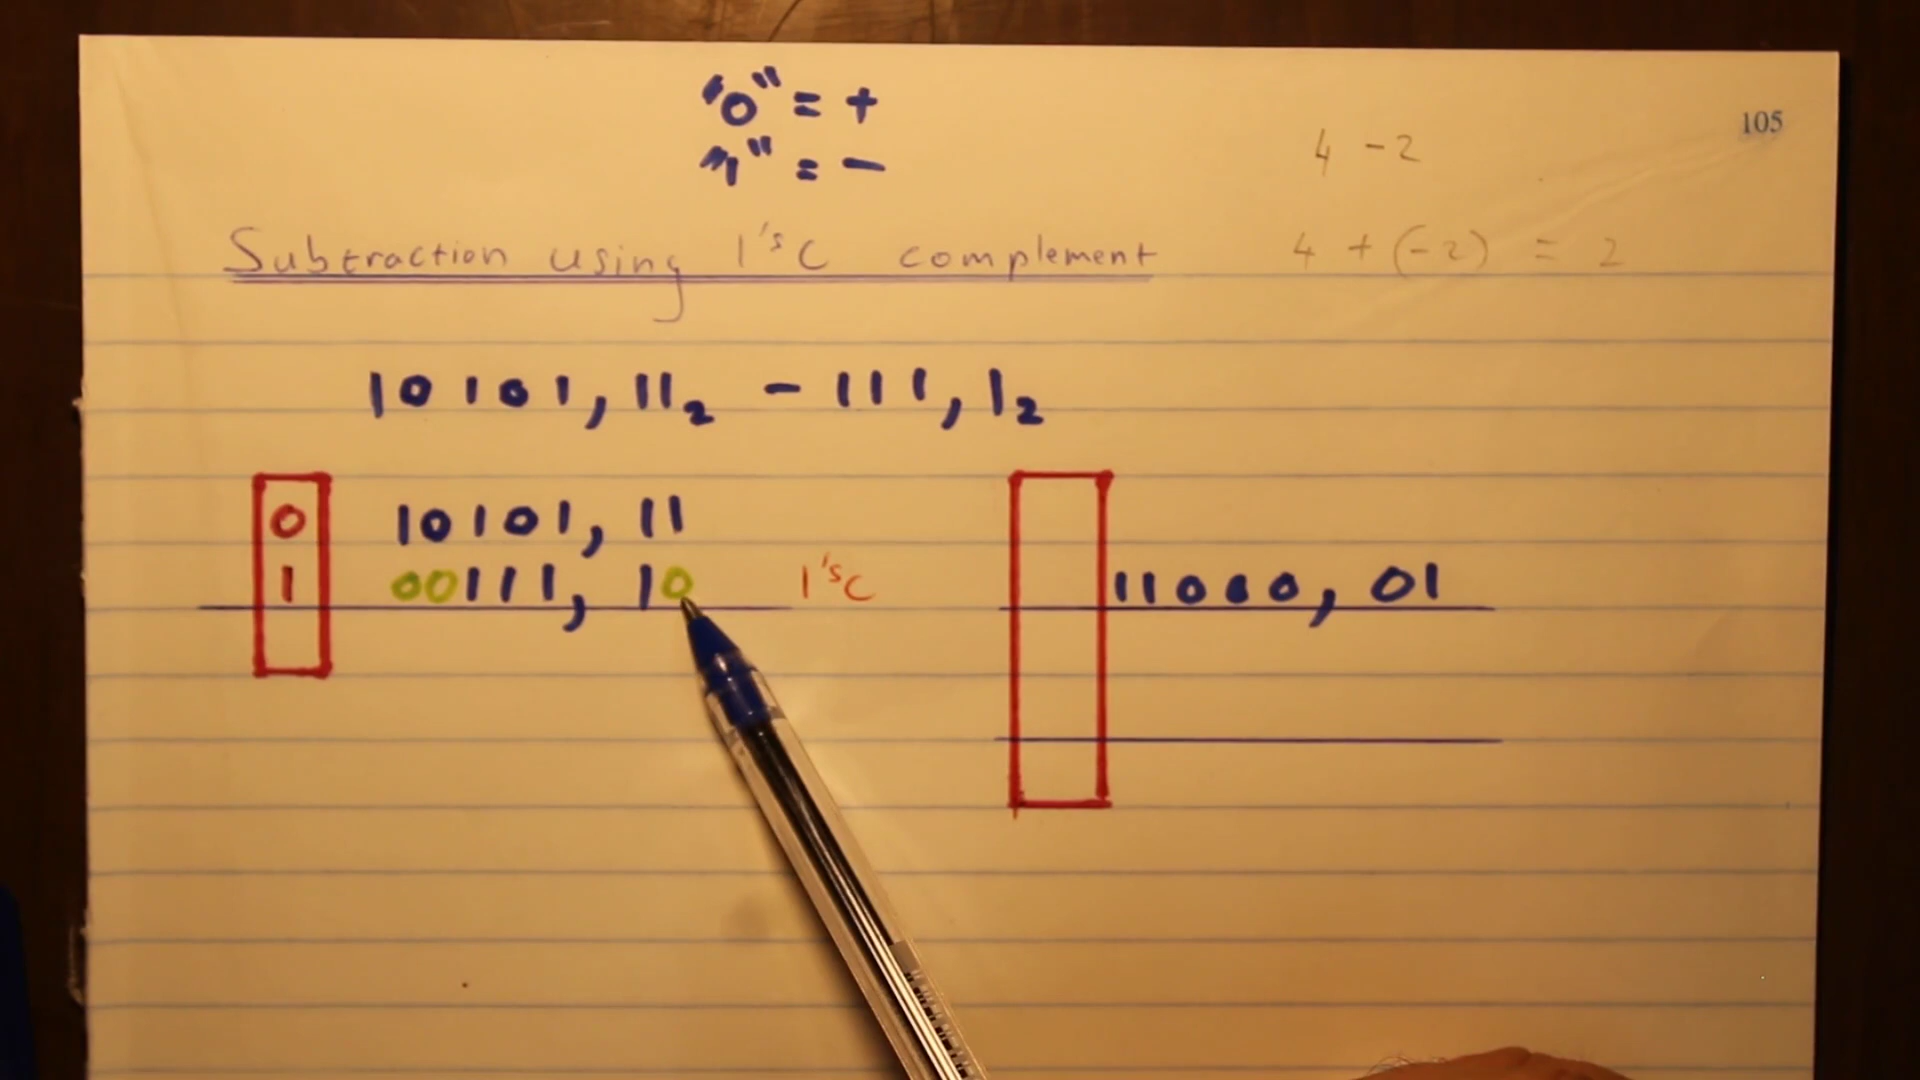 "0" = +
"1" = -
105
4 - 2
Subtraction using 1'sC complement
4 + (-2) = 2
10101,11₂ - 111,1₂
0 10101,11
1 00111,10 1'sC
11000,01